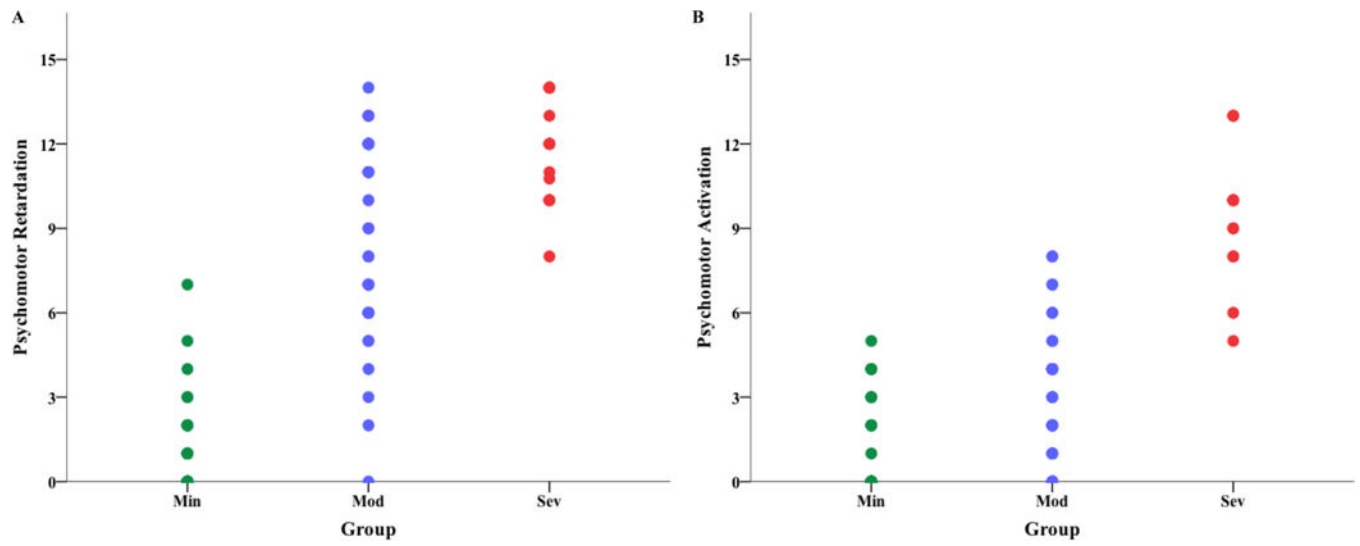 A
Psychomotor Retardation
15
12
9
6
3
0
Min Mod Sev
Group
B
Psychomotor Activation
15
12
9
6
3
0
Min Mod Sev
Group